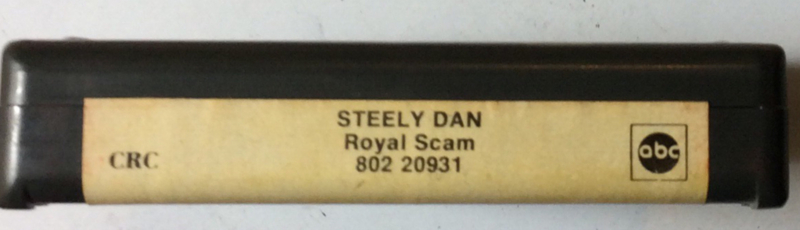 STEELY DAN
Royal Scam
CRC
802 20931
abc